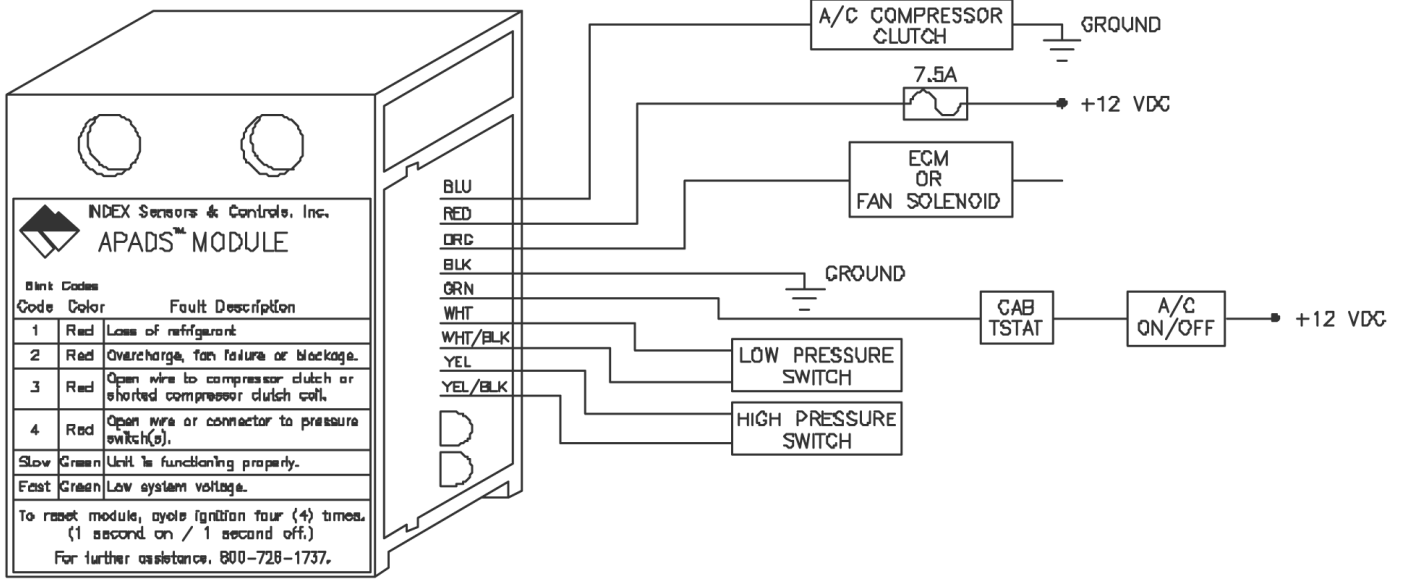 A/C COMPRESSOR
CLUTCH
GROUND
7.5A
+12 VDC
ECM
OR
FAN SOLENOID
BLU
RED
ORG
BLK
GRN
WHT
WHT/BLK
YEL
YEL/BLK
GROUND
CAB
TSTAT
A/C
ON/OFF
+12 VDC
LOW PRESSURE
SWITCH
HIGH PRESSURE
SWITCH
INDEX Sensors & Controls, Inc.
APADS™ MODULE
Blink Codes
Code Color Fault Description
1 Red Loss of refrigerant
2 Red Overcharge, fan failure or blockage.
3 Red Open wire to compressor clutch or
shorted compressor clutch coil.
4 Red Open wire or connector to pressure
switch(s).
Slow Green Unit is functioning properly.
Fast Green Low system voltage.
To reset module, cycle ignition four (4) times.
(1 second on / 1 second off.)
For further assistance, 800-728-1737.